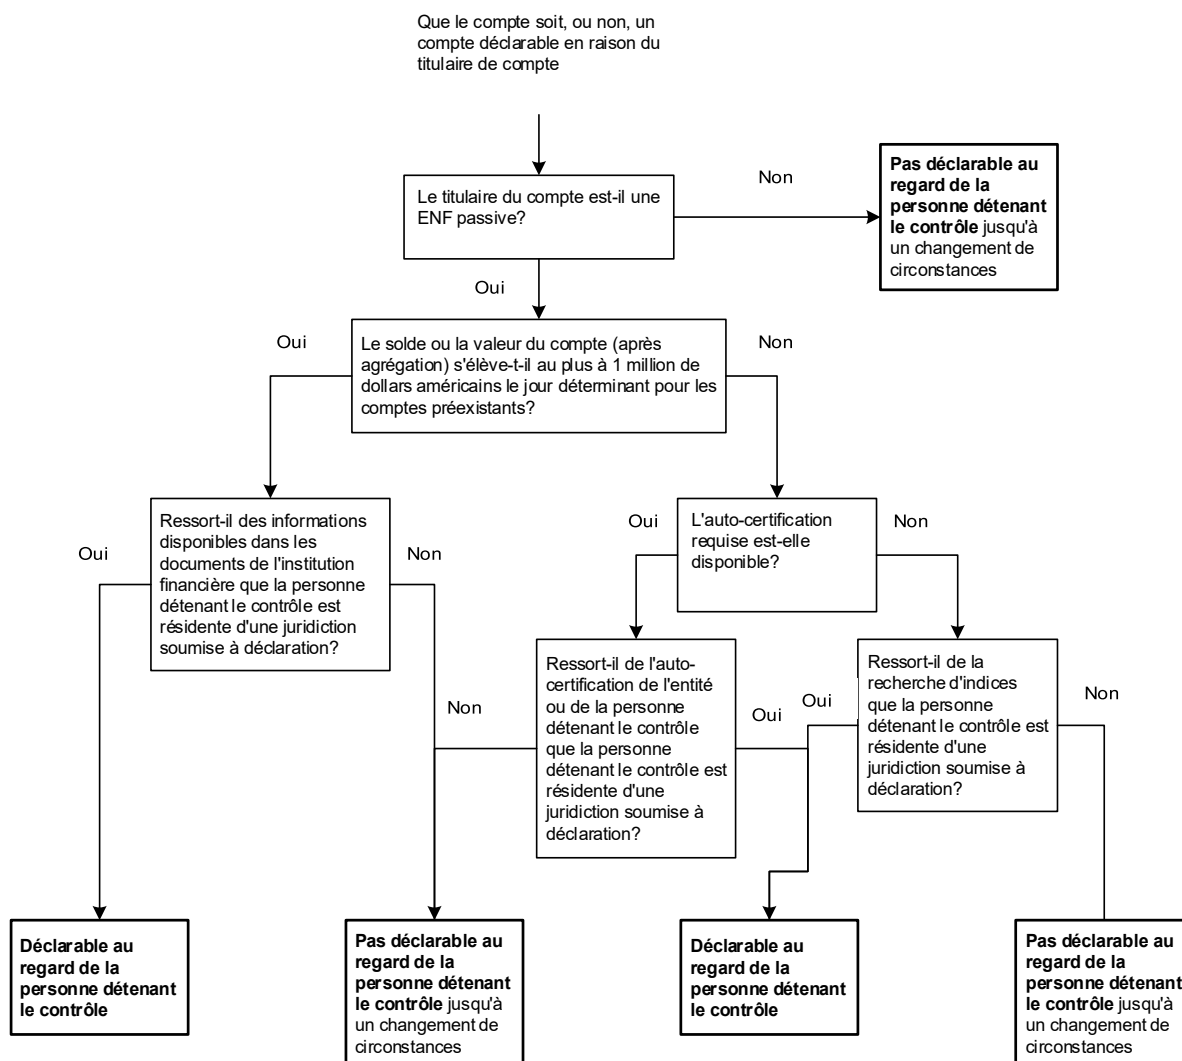 Que le compte soit, ou non, un
compte déclarable en raison du
titulaire de compte
Le titulaire du compte est-il une
ENF passive?
Non
Pas déclarable au
regard de la
personne détenant
le contrôle jusqu'à
un changement de
circonstances
Oui
Oui
Le solde ou la valeur du compte (après
agrégation) s'élève-t-il au plus à 1 million de
dollars américains le jour déterminant pour les
comptes préexistants?
Non
Oui
Ressort-il des informations
disponibles dans les
documents de l'institution
financière que la personne
détenant le contrôle est
résidente d'une juridiction
soumise à déclaration?
Non
Oui
L'auto-certification
requise est-elle
disponible?
Non
Non
Ressort-il de l'auto-
certification de l'entité
ou de la personne
détenant le contrôle
que la personne
détenant le contrôle est
résidente d'une
juridiction soumise à
déclaration?
Oui
Oui
Ressort-il de la
recherche d'indices
que la personne
détenant le contrôle est
résidente d'une
juridiction soumise à
déclaration?
Non
Déclarable au
regard de la
personne détenant
le contrôle
Pas déclarable au
regard de la
personne détenant
le contrôle jusqu'à
un changement de
circonstances
Déclarable au
regard de la
personne détenant
le contrôle
Pas déclarable au
regard de la
personne détenant
le contrôle jusqu'à
un changement de
circonstances